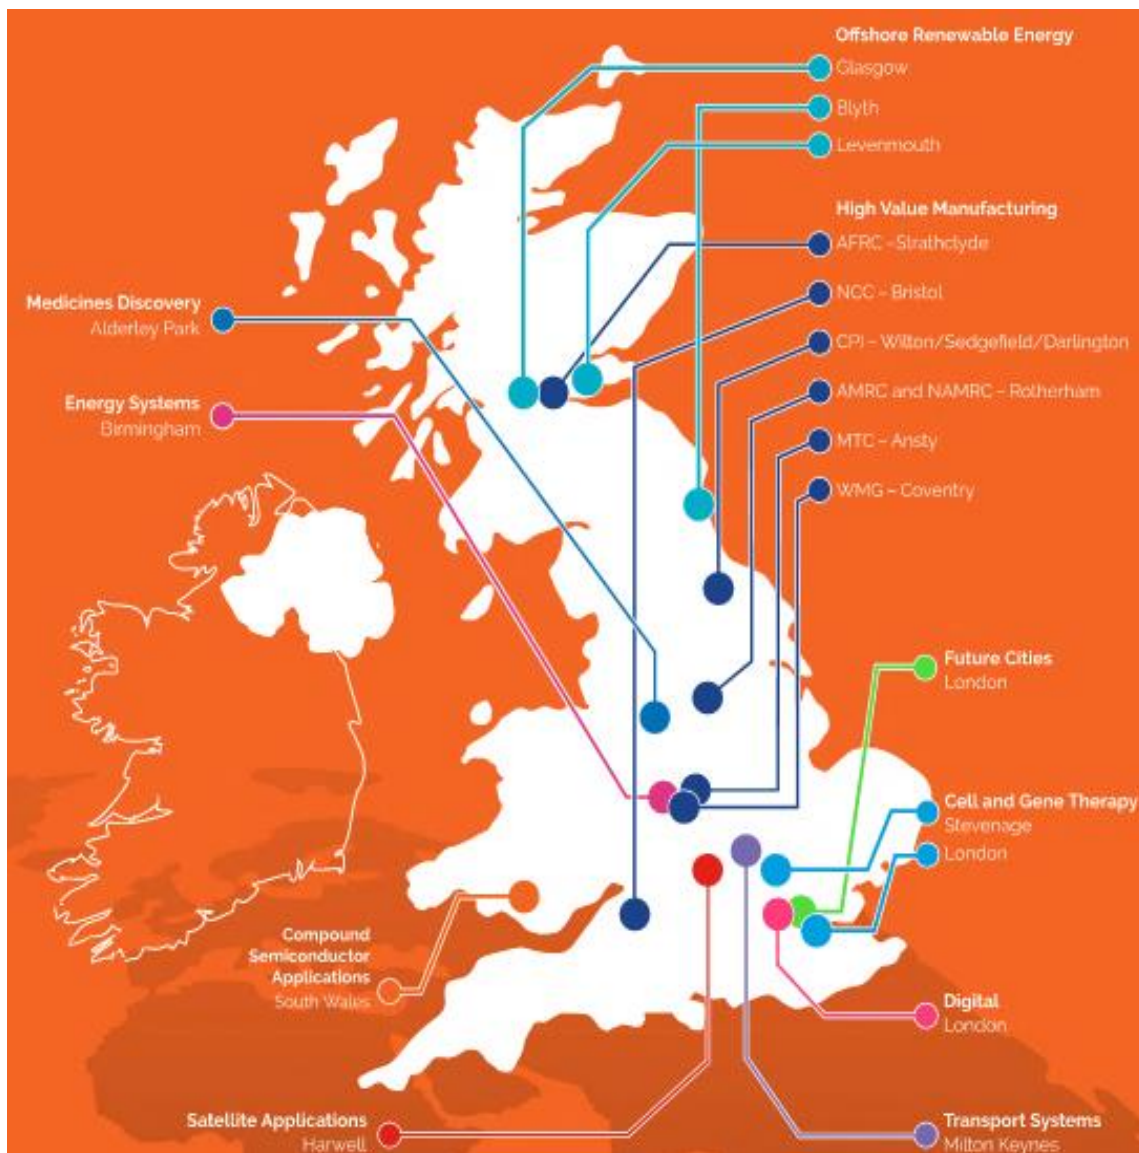 Offshore Renewable Energy
Glasgow
Blyth
Levenmouth
High Value Manufacturing
AFRC – Strathclyde
NCC – Bristol
CPI – Wilton/Sedgefield/Darlington
AMRC and NAMRC – Rotherham
MTC – Ansty
WMG – Coventry
Medicines Discovery
Alderley Park
Energy Systems
Birmingham
Future Cities
London
Cell and Gene Therapy
Stevenage
London
Compound
Semiconductor
Applications
South Wales
Digital
London
Satellite Applications
Harwell
Transport Systems
Milton Keynes